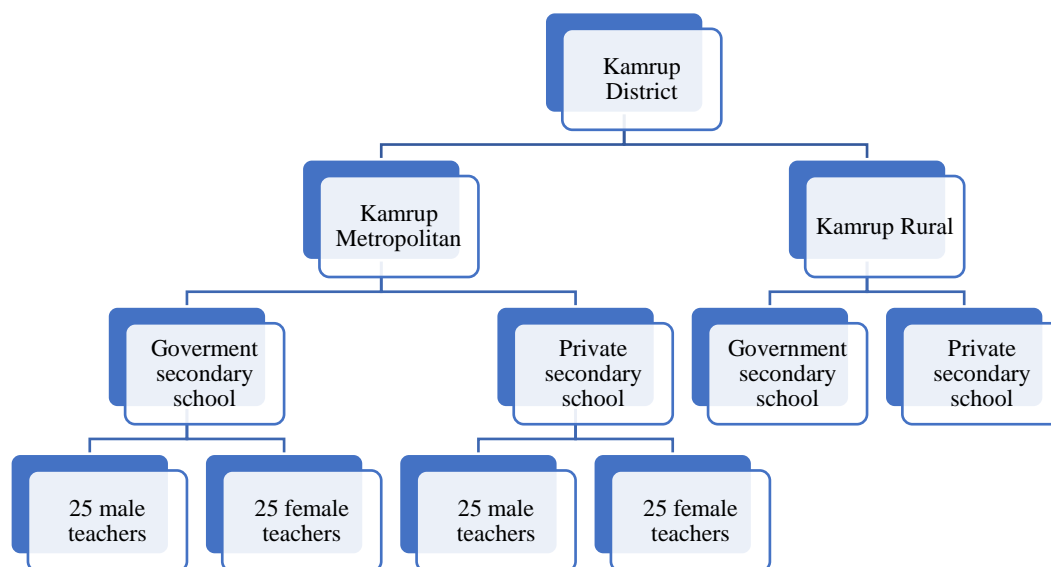 Kamrup
District
Kamrup
Metropolitan
Kamrup Rural
Goverment
secondary
school
Private
secondary
school
Government
secondary
school
Private
secondary
school
25 male
teachers
25 female
teachers
25 male
teachers
25 female
teachers